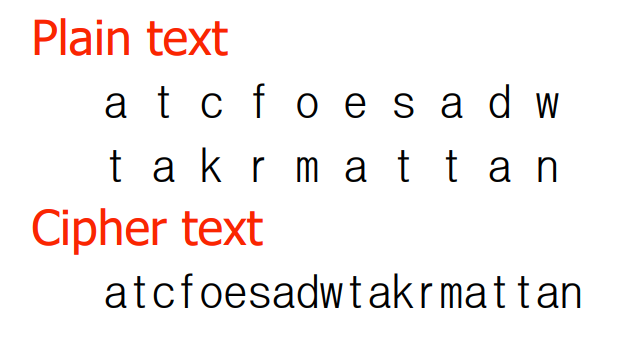 Plain text
a t c f o e s a d w
t a k r m a t t a n
Cipher text
atcfoesadwtakrmattan